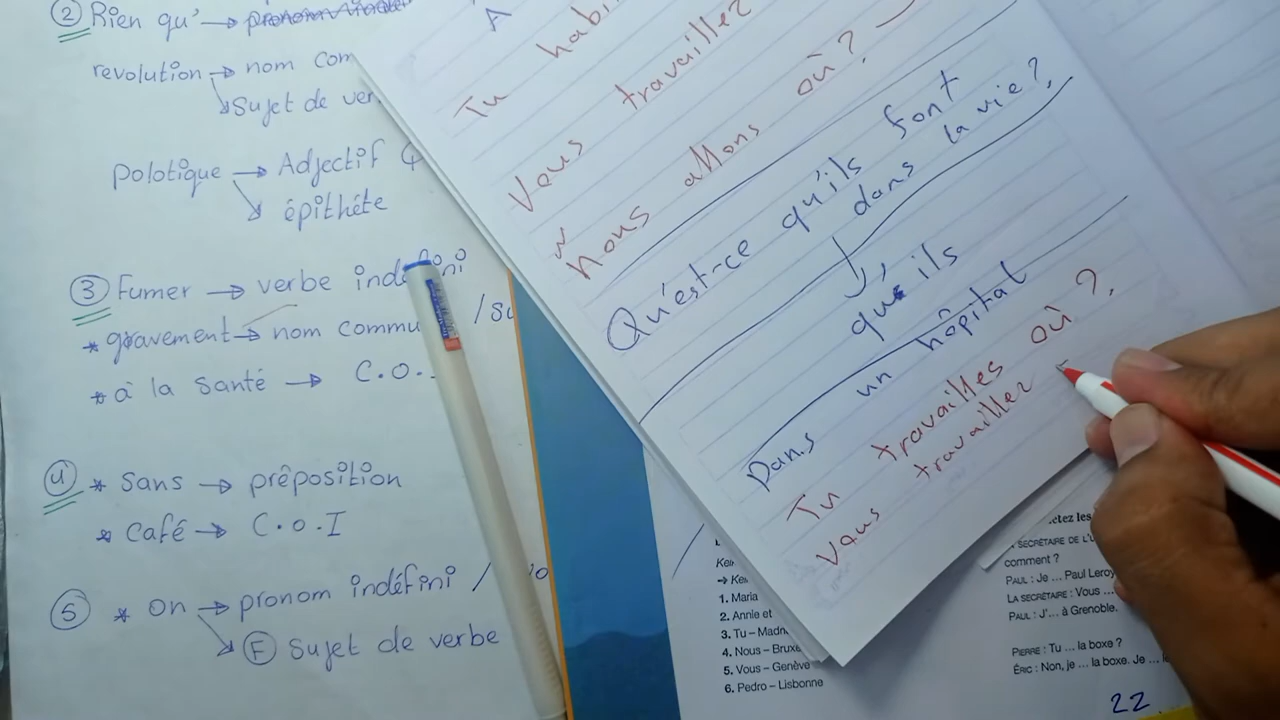 ② Rien qu' →
revolution → nom com
↘ Sujet de ver
polotique → Adjectif
↘ épithéte
③ Fumer → verbe indéfini
* gravement → nom commu
* à la santé → C.O.
④ * sans → prêposition
* café → C.O.I
⑤ * on → pronom indéfini /
↘ Ⓕ Sujet de verbe
A
Tu habi
Vous travaillez
Nous allons où ?
Qu'est-ce qu'ils font
dans la vie ?
qu'ils
Dans un hôpital
Tu travailles où ?
Vous travaillez
1. Maria
2. Annie et
3. Tu – Madr
4. Nous – Bruxe
5. Vous – Genève
6. Pedro – Lisbonne
comment ?
PAUL : Je ... Paul Leroy
LA SECRÉTAIRE : Vous ...
PAUL : J'... à Grenoble.
PIERRE : Tu ... la boxe ?
ÉRIC : Non, je ... la boxe. Je ...
22